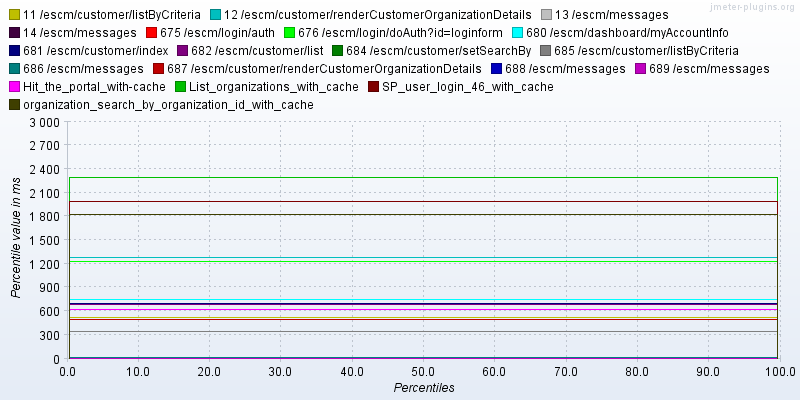 jmeter-plugins.org
11 /escm/customer/listByCriteria 12 /escm/customer/renderCustomerOrganizationDetails 13 /escm/messages
14 /escm/messages 675 /escm/login/auth 676 /escm/login/doAuth?id=loginform 680 /escm/dashboard/myAccountInfo
681 /escm/customer/index 682 /escm/customer/list 684 /escm/customer/setSearchBy 685 /escm/customer/listByCriteria
686 /escm/messages 687 /escm/customer/renderCustomerOrganizationDetails 688 /escm/messages 689 /escm/messages
Hit_the_portal_with-cache List_organizations_with_cache SP_user_login_46_with_cache
organization_search_by_organization_id_with_cache
Percentile value in ms
3 000
2 700
2 400
2 100
1 800
1 500
1 200
900
600
300
0
0.0 10.0 20.0 30.0 40.0 50.0 60.0 70.0 80.0 90.0 100.0
Percentiles